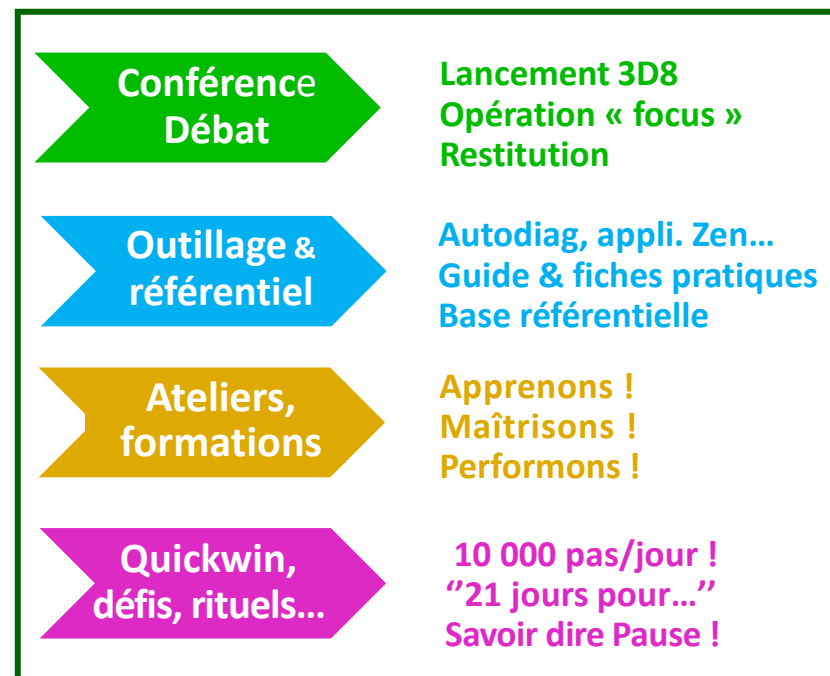 Conférence
Débat
Lancement 3D8
Opération « focus »
Restitution
Outillage &
référentiel
Autodiag, appli. Zen…
Guide & fiches pratiques
Base référentielle
Ateliers,
formations
Apprenons !
Maîtrisons !
Performons !
Quickwin,
défis, rituels…
10 000 pas/jour !
‘’21 jours pour…’’
Savoir dire Pause !